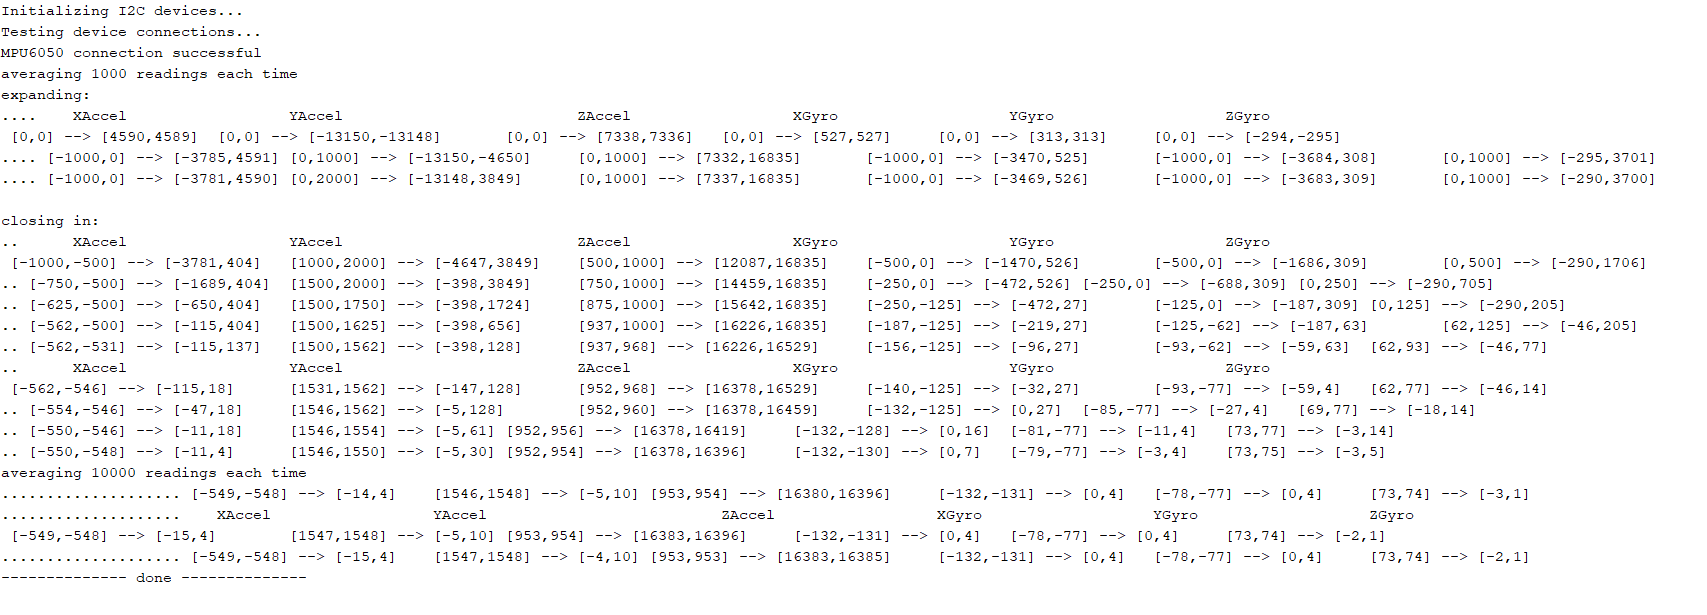 Initializing I2C devices...
Testing device connections...
MPU6050 connection successful
averaging 1000 readings each time
expanding:
.... XAccel YAccel ZAccel XGyro YGyro ZGyro
[0,0] --> [4590,4589] [0,0] --> [-13150,-13148] [0,0] --> [7338,7336] [0,0] --> [527,527] [0,0] --> [313,313] [0,0] --> [-294,-295]
.... [-1000,0] --> [-3785,4591] [0,1000] --> [-13150,-4650] [0,1000] --> [7332,16835] [-1000,0] --> [-3470,525] [-1000,0] --> [-3684,308] [0,1000] --> [-295,3701]
.... [-1000,0] --> [-3781,4590] [0,2000] --> [-13148,3849] [0,1000] --> [7337,16835] [-1000,0] --> [-3469,526] [-1000,0] --> [-3683,309] [0,1000] --> [-290,3700]
closing in:
.. XAccel YAccel ZAccel XGyro YGyro ZGyro
[-1000,-500] --> [-3781,404] [1000,2000] --> [-4647,3849] [500,1000] --> [12087,16835] [-500,0] --> [-1470,526] [-500,0] --> [-1686,309] [0,500] --> [-290,1706]
.. [-750,-500] --> [-1689,404] [1500,2000] --> [-398,3849] [750,1000] --> [14459,16835] [-250,0] --> [-472,526] [-250,0] --> [-688,309] [0,250] --> [-290,705]
.. [-625,-500] --> [-650,404] [1500,1750] --> [-398,1724] [875,1000] --> [15642,16835] [-250,-125] --> [-472,27] [-125,0] --> [-187,309] [0,125] --> [-290,205]
.. [-562,-500] --> [-115,404] [1500,1625] --> [-398,656] [937,1000] --> [16226,16835] [-187,-125] --> [-219,27] [-125,-62] --> [-187,63] [62,125] --> [-46,205]
.. [-562,-531] --> [-115,137] [1500,1562] --> [-398,128] [937,968] --> [16226,16529] [-156,-125] --> [-96,27] [-93,-62] --> [-59,63] [62,93] --> [-46,77]
.. XAccel YAccel ZAccel XGyro YGyro ZGyro
[-562,-546] --> [-115,18] [1531,1562] --> [-147,128] [952,968] --> [16378,16529] [-140,-125] --> [-32,27] [-93,-77] --> [-59,4] [62,77] --> [-46,14]
.. [-554,-546] --> [-47,18] [1546,1562] --> [-5,128] [952,960] --> [16378,16459] [-132,-125] --> [0,27] [-85,-77] --> [-27,4] [69,77] --> [-18,14]
.. [-550,-546] --> [-11,18] [1546,1554] --> [-5,61] [952,956] --> [16378,16419] [-132,-128] --> [0,16] [-81,-77] --> [-11,4] [73,77] --> [-3,14]
.. [-550,-548] --> [-11,4] [1546,1550] --> [-5,30] [952,954] --> [16378,16396] [-132,-130] --> [0,7] [-79,-77] --> [-3,4] [73,75] --> [-3,5]
averaging 10000 readings each time
.................... [-549,-548] --> [-14,4] [1546,1548] --> [-5,10] [953,954] --> [16380,16396] [-132,-131] --> [0,4] [-78,-77] --> [0,4] [73,74] --> [-3,1]
.................... XAccel YAccel ZAccel XGyro YGyro ZGyro
[-549,-548] --> [-15,4] [1547,1548] --> [-5,10] [953,954] --> [16383,16396] [-132,-131] --> [0,4] [-78,-77] --> [0,4] [73,74] --> [-2,1]
.................... [-549,-548] --> [-15,4] [1547,1548] --> [-4,10] [953,953] --> [16383,16385] [-132,-131] --> [0,4] [-78,-77] --> [0,4] [73,74] --> [-2,1]
-------------- done --------------